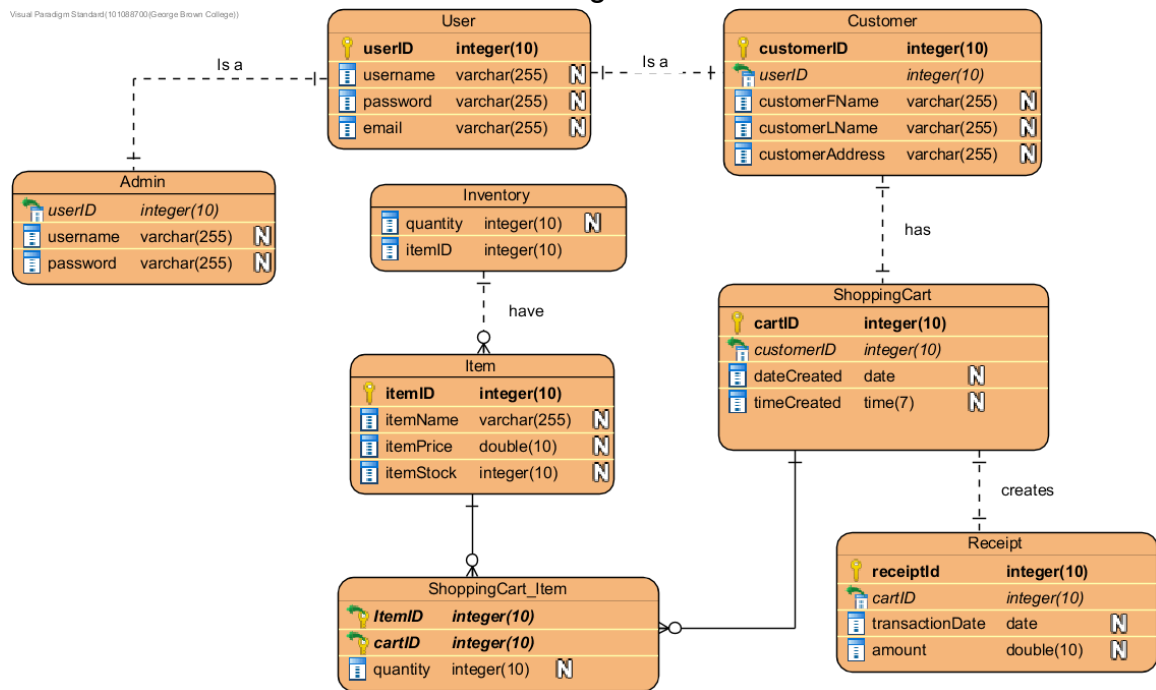 Visual Paradigm Standard(101088700(George Brown College))
User
userID integer(10)
username varchar(255) N
password varchar(255) N
email varchar(255) N
Is a
Is a
Customer
customerID integer(10)
userID integer(10)
customerFName varchar(255) N
customerLName varchar(255) N
customerAddress varchar(255) N
Admin
userID integer(10)
username varchar(255) N
password varchar(255) N
Inventory
quantity integer(10) N
itemID integer(10)
has
have
ShoppingCart
cartID integer(10)
customerID integer(10)
dateCreated date N
timeCreated time(7) N
Item
itemID integer(10)
itemName varchar(255) N
itemPrice double(10) N
itemStock integer(10) N
creates
Receipt
receiptId integer(10)
cartID integer(10)
transactionDate date N
amount double(10) N
ShoppingCart_Item
ItemID integer(10)
cartID integer(10)
quantity integer(10) N